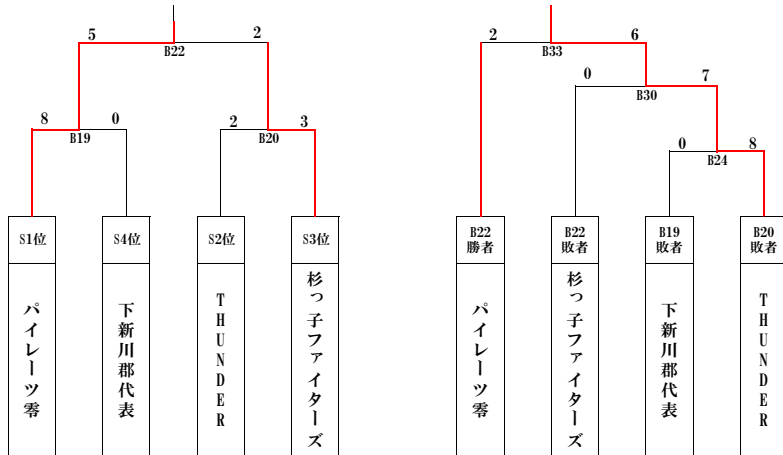 5
2
B22
8
0
B19
2
3
B20
S1位
S4位
S2位
S3位
パイレーツ零
下新川郡代表
THUNDER
杉っ子ファイターズ
2
6
B33
0
7
B30
0
8
B24
B22
勝者
B22
敗者
B19
敗者
B20
敗者
パイレーツ零
杉っ子ファイターズ
下新川郡代表
THUNDER